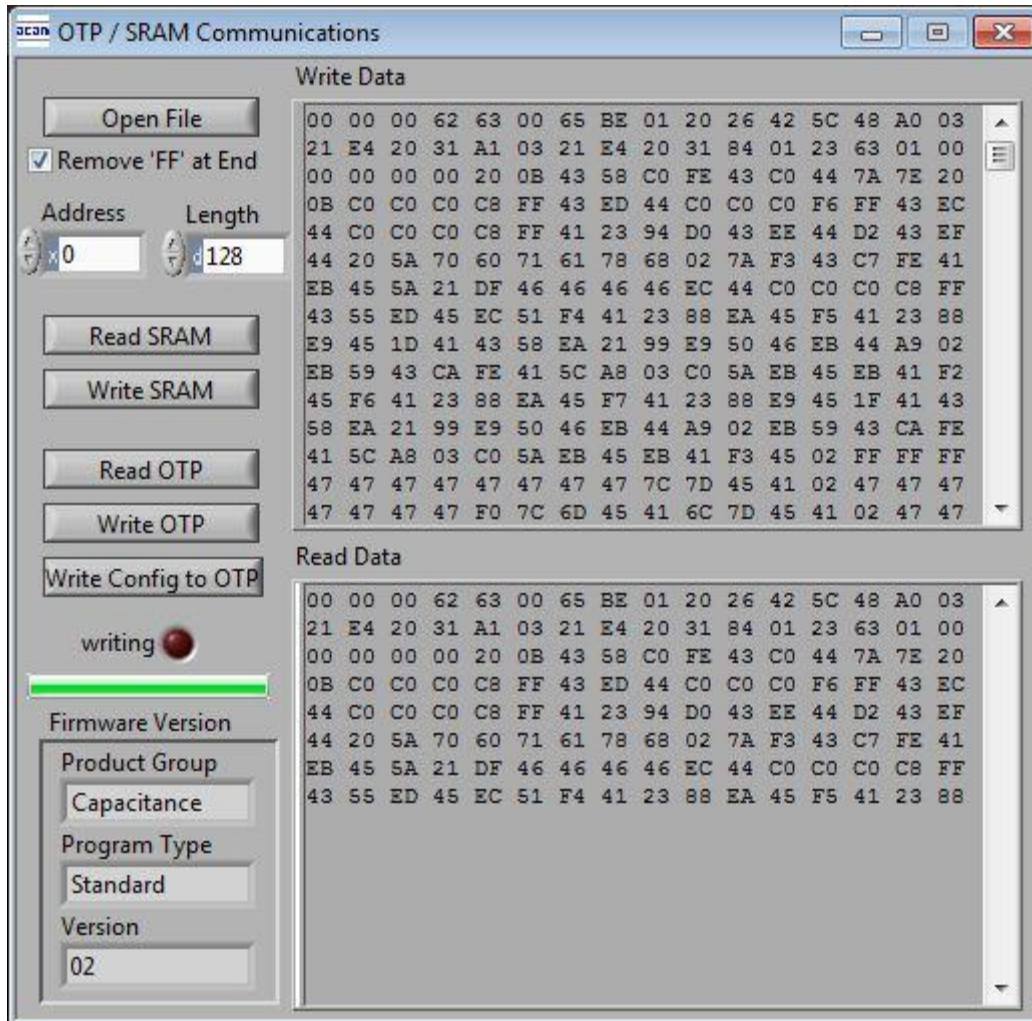 acan OTP / SRAM Communications
Open File
Remove 'FF' at End
Address Length
x 0 d 128
Read SRAM
Write SRAM
Read OTP
Write OTP
Write Config to OTP
writing
Firmware Version
Product Group
Capacitance
Program Type
Standard
Version
02
Write Data
00 00 00 62 63 00 65 BE 01 20 26 42 5C 48 A0 03
21 E4 20 31 A1 03 21 E4 20 31 84 01 23 63 01 00
00 00 00 00 20 0B 43 58 C0 FE 43 C0 44 7A 7E 20
0B C0 C0 C0 C8 FF 43 ED 44 C0 C0 C0 F6 FF 43 EC
44 C0 C0 C0 C8 FF 41 23 94 D0 43 EE 44 D2 43 EF
44 20 5A 70 60 71 61 78 68 02 7A F3 43 C7 FE 41
EB 45 5A 21 DF 46 46 46 46 EC 44 C0 C0 C0 C8 FF
43 55 ED 45 EC 51 F4 41 23 88 EA 45 F5 41 23 88
E9 45 1D 41 43 58 EA 21 99 E9 50 46 EB 44 A9 02
EB 59 43 CA FE 41 5C A8 03 C0 5A EB 45 EB 41 F2
45 F6 41 23 88 EA 45 F7 41 23 88 E9 45 1F 41 43
58 EA 21 99 E9 50 46 EB 44 A9 02 EB 59 43 CA FE
41 5C A8 03 C0 5A EB 45 EB 41 F3 45 02 FF FF FF
47 47 47 47 47 47 47 47 7C 7D 45 41 02 47 47 47
47 47 47 47 F0 7C 6D 45 41 6C 7D 45 41 02 47 47
Read Data
00 00 00 62 63 00 65 BE 01 20 26 42 5C 48 A0 03
21 E4 20 31 A1 03 21 E4 20 31 84 01 23 63 01 00
00 00 00 00 20 0B 43 58 C0 FE 43 C0 44 7A 7E 20
0B C0 C0 C0 C8 FF 43 ED 44 C0 C0 C0 F6 FF 43 EC
44 C0 C0 C0 C8 FF 41 23 94 D0 43 EE 44 D2 43 EF
44 20 5A 70 60 71 61 78 68 02 7A F3 43 C7 FE 41
EB 45 5A 21 DF 46 46 46 46 EC 44 C0 C0 C0 C8 FF
43 55 ED 45 EC 51 F4 41 23 88 EA 45 F5 41 23 88